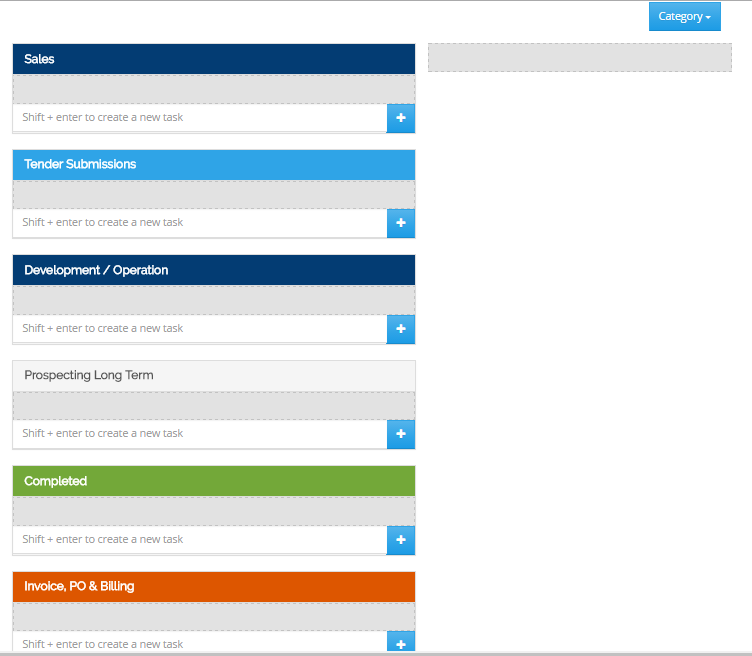 Category
Sales
Shift + enter to create a new task
Tender Submissions
Shift + enter to create a new task
Development / Operation
Shift + enter to create a new task
Prospecting Long Term
Shift + enter to create a new task
Completed
Shift + enter to create a new task
Invoice, PO & Billing
Shift + enter to create a new task